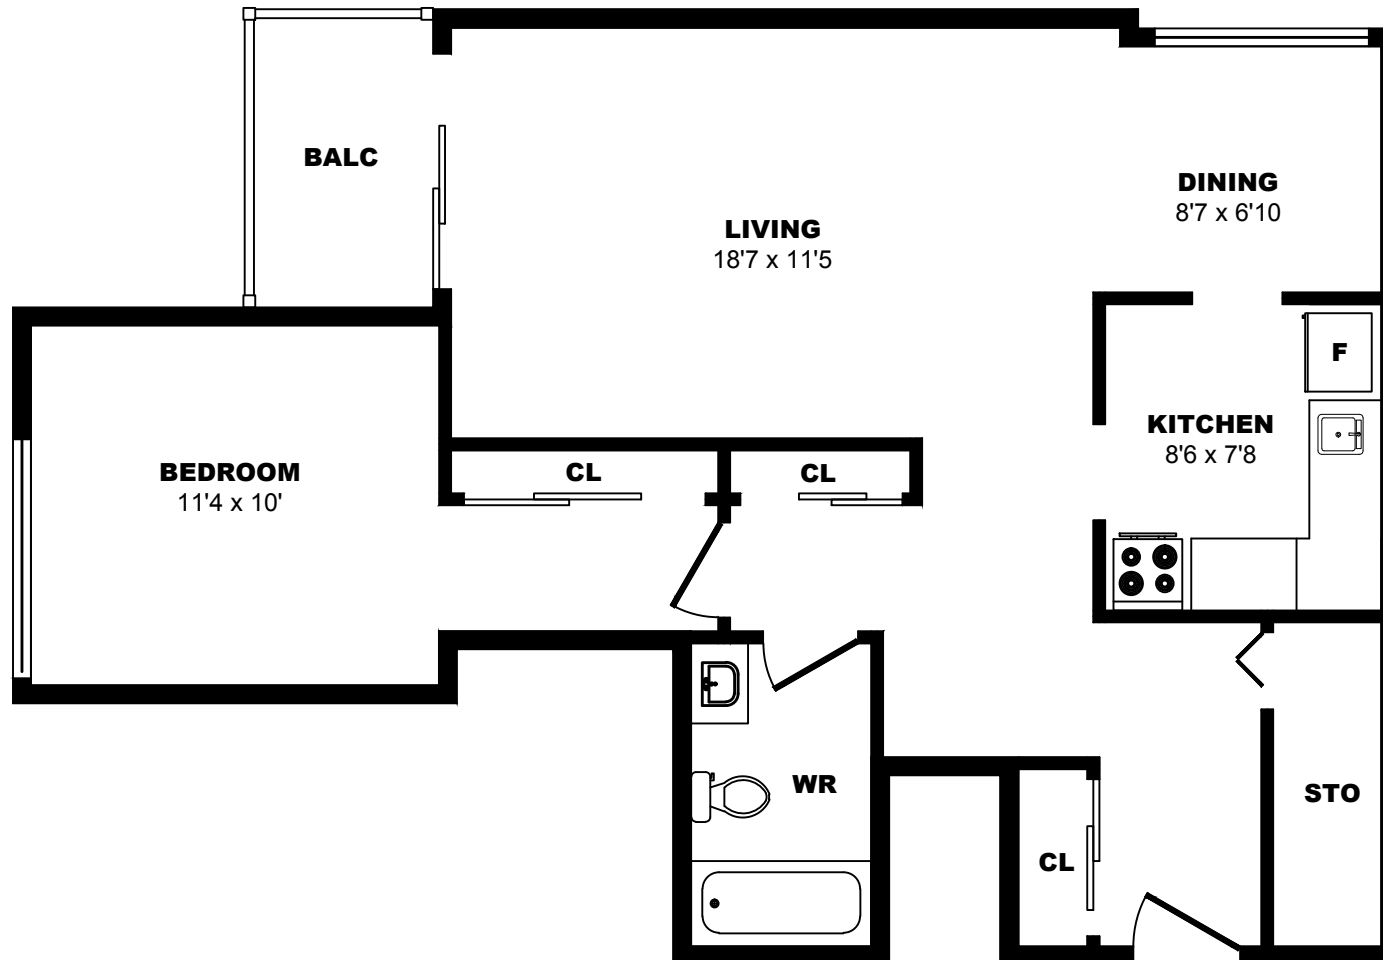 BALC
DINING
8'7 x 6'10
LIVING
18'7 x 11'5
F
KITCHEN
8'6 x 7'8
BEDROOM
11'4 x 10'
CL
CL
WR
STO
CL